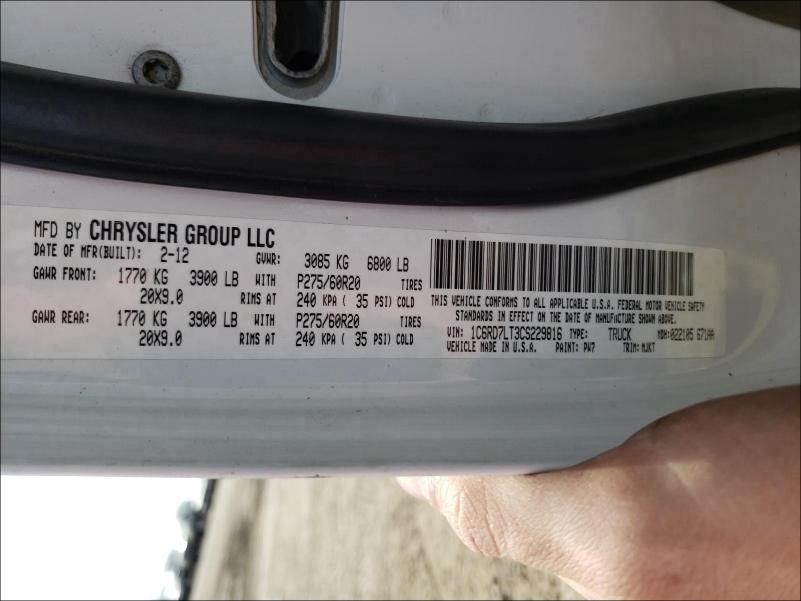 MFD BY CHRYSLER GROUP LLC
DATE OF MFR(BUILT): 2-12 GVWR: 3085 KG 6800 LB
GAWR FRONT: 1770 KG 3900 LB WITH P275/60R20 TIRES
20X9.0 RIMS AT 240 KPA ( 35 PSI) COLD
GAWR REAR: 1770 KG 3900 LB WITH P275/60R20 TIRES
20X9.0 RIMS AT 240 KPA ( 35 PSI) COLD
THIS VEHICLE CONFORMS TO ALL APPLICABLE U.S.A. FEDERAL MOTOR VEHICLE SAFETY
STANDARDS IN EFFECT ON THE DATE OF MANUFACTURE SHOWN ABOVE.
VIN: 1C6RD7LT3CS229816 TYPE: TRUCK MDH:022105 671AA
VEHICLE MADE IN U.S.A. PAINT: PW7 TRIM: MJKT